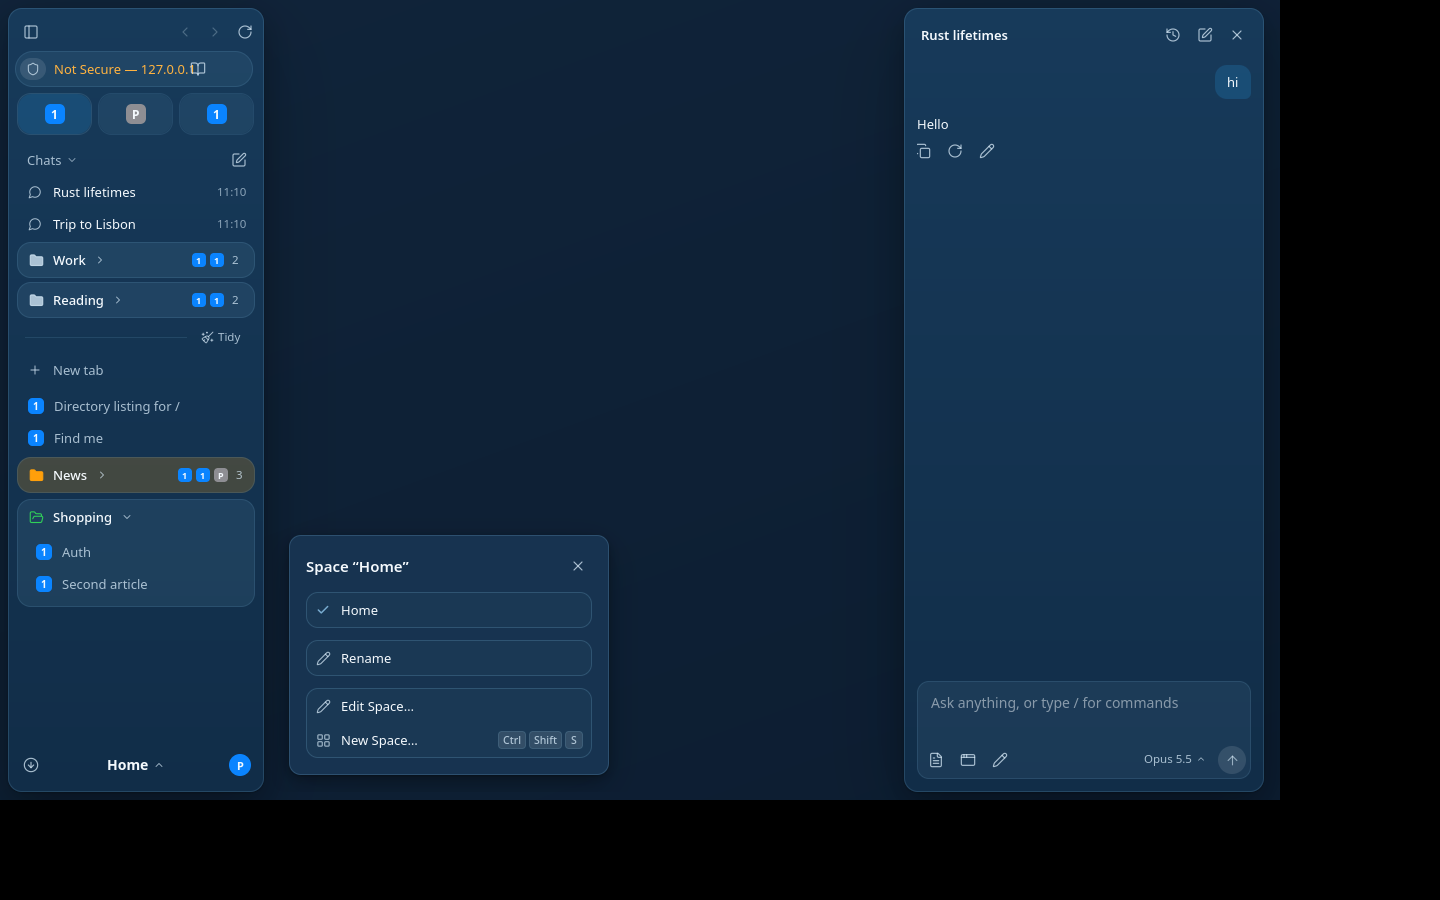 Not Secure — 127.0.0.1
1
P
1
Chats
Rust lifetimes 11:10
Trip to Lisbon 11:10
Work 1 1 2
Reading 1 1 2
Tidy
New tab
1 Directory listing for /
1 Find me
News 1 1 P 3
Shopping
1 Auth
1 Second article
Home P
Space “Home”
Home
Rename
Edit Space...
New Space... Ctrl Shift S
Rust lifetimes
hi
Hello
Ask anything, or type / for commands
Opus 5.5